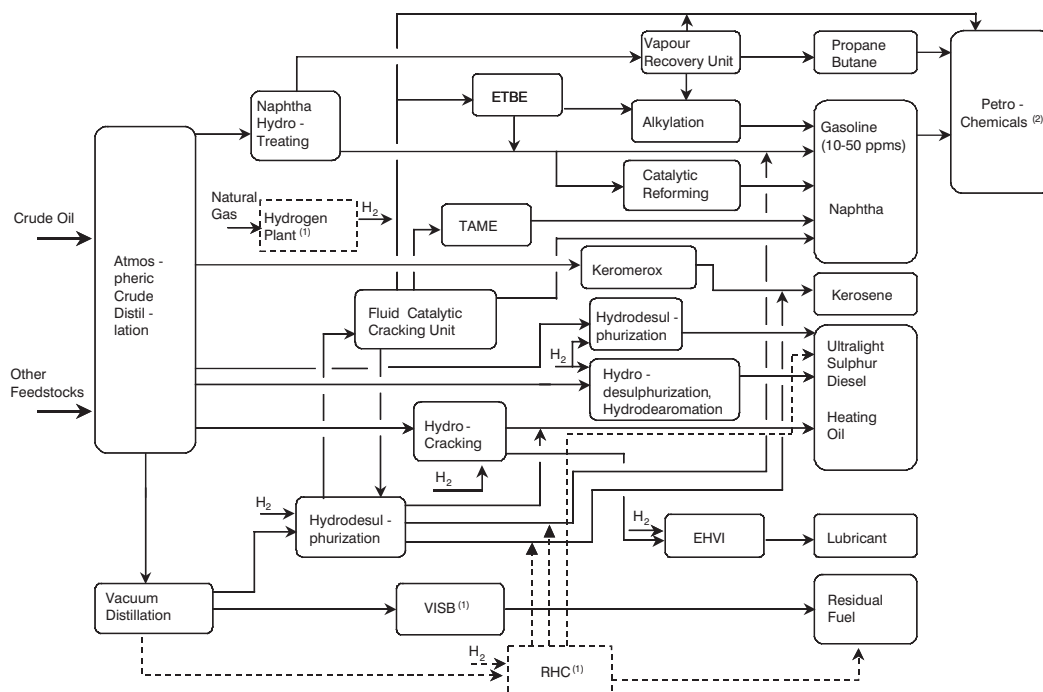 Vapour
Recovery Unit
Propane
Butane
Petro -
Chemicals (2)
Naphtha
Hydro -
Treating
ETBE
Alkylation
Gasoline
(10-50 ppms)
Catalytic
Reforming
Naphtha
Natural
Gas
Hydrogen
Plant (1)
H2
TAME
Crude Oil
Atmos -
pheric
Crude
Distil -
lation
Keromerox
Kerosene
Fluid Catalytic
Cracking Unit
Hydrodesul -
phurization
H2
Ultralight
Sulphur
Diesel
Other
Feedstocks
Hydro -
desulphurization,
Hydrodearomation
Heating
Oil
Hydro -
Cracking
H2
H2
Hydrodesul -
phurization
H2
EHVI
Lubricant
Vacuum
Distillation
VISB (1)
Residual
Fuel
H2
RHC (1)